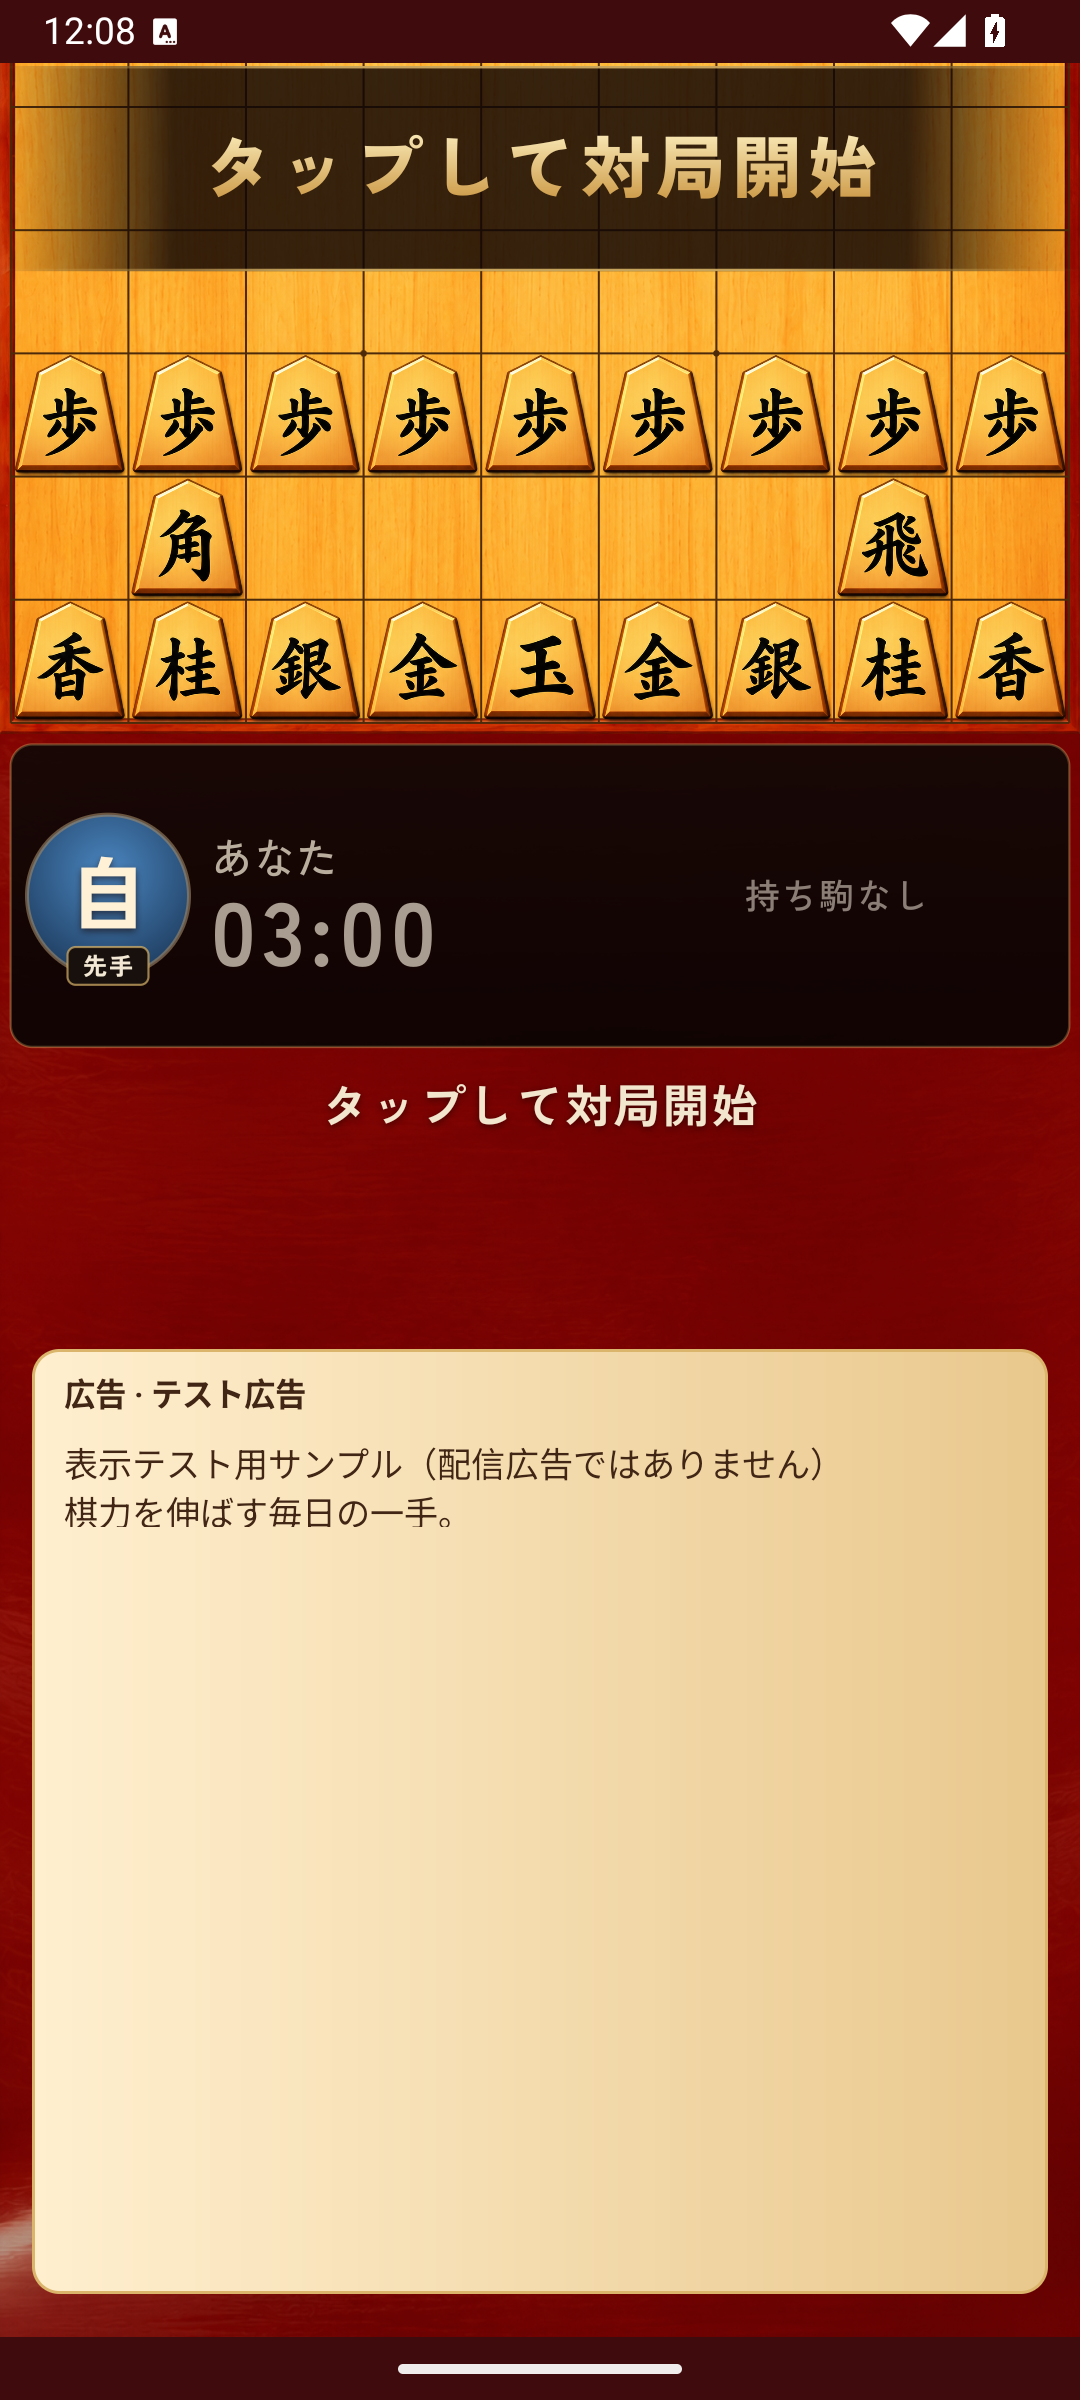 12:08
タップして対局開始
歩 歩 歩 歩 歩 歩 歩 歩 歩
角 飛
香 桂 銀 金 玉 金 銀 桂 香
自
先手
あなた
03:00
持ち駒なし
タップして対局開始
広告 · テスト広告
表示テスト用サンプル（配信広告ではありません）
棋力を伸ばす毎日の一手。